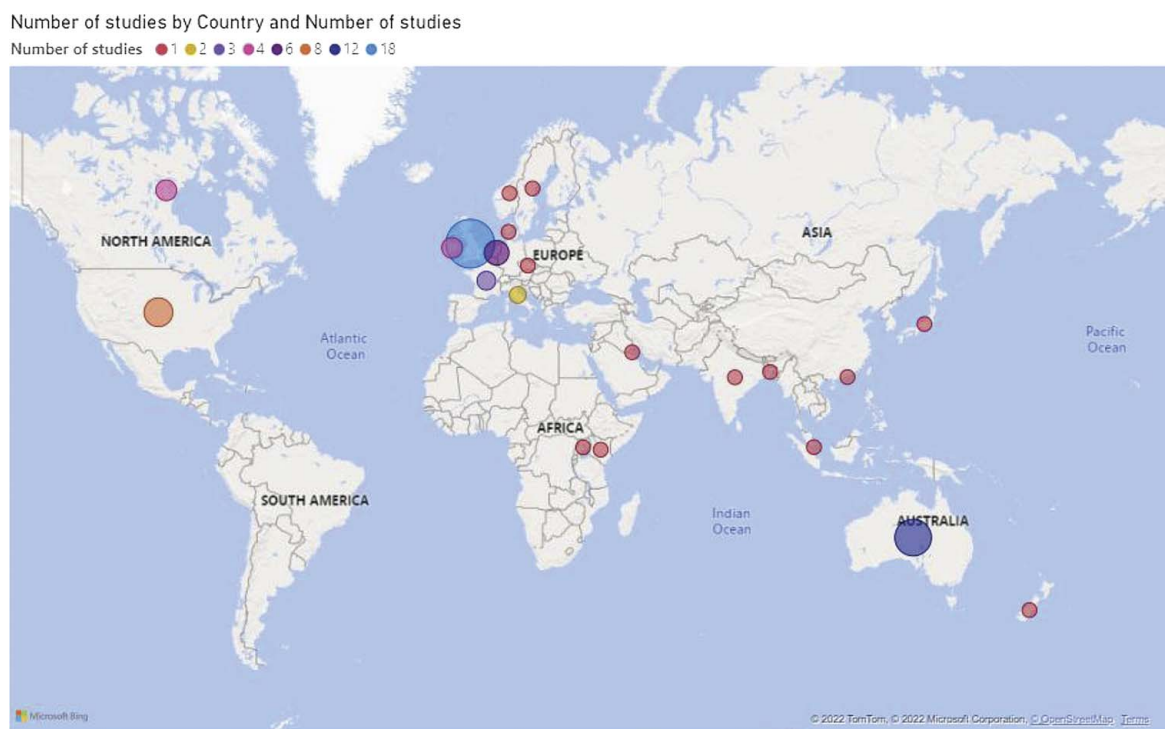 Number of studies by Country and Number of studies
Number of studies 1 2 3 4 6 8 12 18
NORTH AMERICA
EUROPE
ASIA
Atlantic
Ocean
Pacific
Ocean
AFRICA
SOUTH AMERICA
Indian
Ocean
AUSTRALIA
Microsoft Bing
© 2022 TomTom, © 2022 Microsoft Corporation, © OpenStreetMap Terms